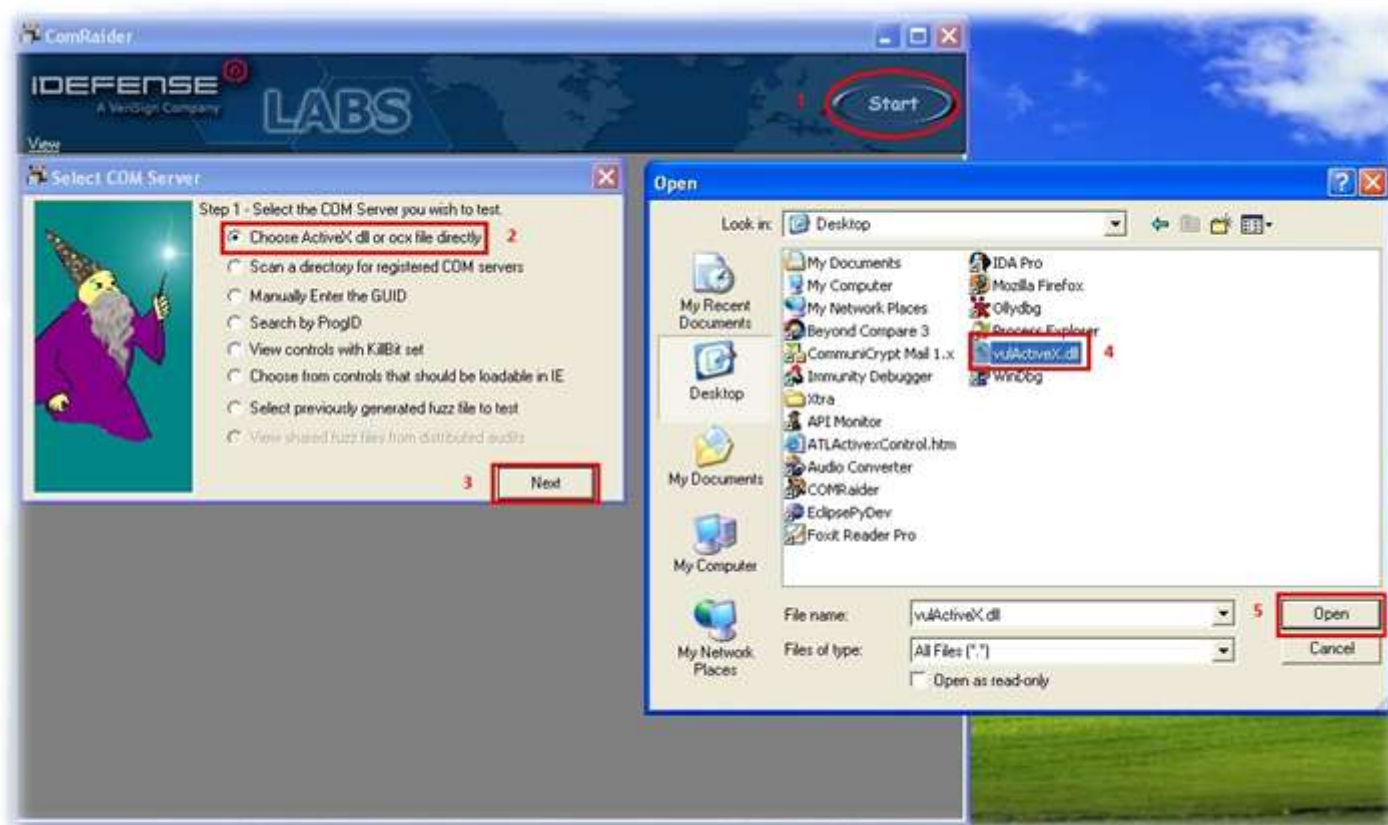 ComRaider
IDEFENSE
A VeriSign Company
LABS
1
Start
View
Select COM Server
Step 1 - Select the COM Server you wish to test.
Choose ActiveX dll or ocx file directly
2
Scan a directory for registered COM servers
Manually Enter the GUID
Search by ProgID
View controls with KillBit set
Choose from controls that should be loadable in IE
Select previously generated fuzz file to test
View shared fuzz files from distributed audits
3
Next
Open
Look in:
Desktop
My Recent
Documents
Desktop
My Documents
My Computer
My Network
Places
My Documents
My Computer
My Network Places
Beyond Compare 3
CommuniCrypt Mail 1.x
Immunity Debugger
Xtra
API Monitor
ATLActivexControl.htm
Audio Converter
COMRaider
EclipsePyDev
Foxit Reader Pro
IDA Pro
Mozilla Firefox
Ollydbg
Process Explorer
vulActiveX.dll
4
WinDbg
File name:
vulActiveX.dll
5
Open
Files of type:
All Files (*.*)
Cancel
Open as read-only